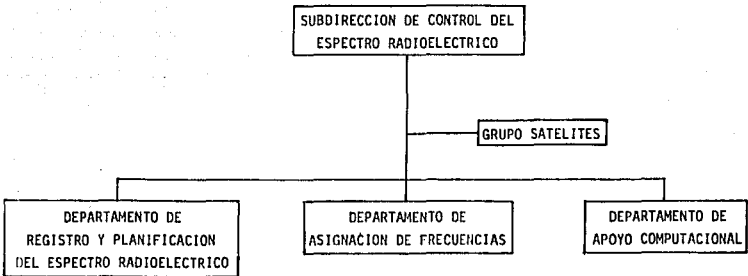 SUBDIRECCION DE CONTROL DEL
ESPECTRO RADIOELECTRICO
GRUPO SATELITES
DEPARTAMENTO DE
REGISTRO Y PLANIFICACION
DEL ESPECTRO RADIOELECTRICO
DEPARTAMENTO DE
ASIGNACION DE FRECUENCIAS
DEPARTAMENTO DE
APOYO COMPUTACIONAL